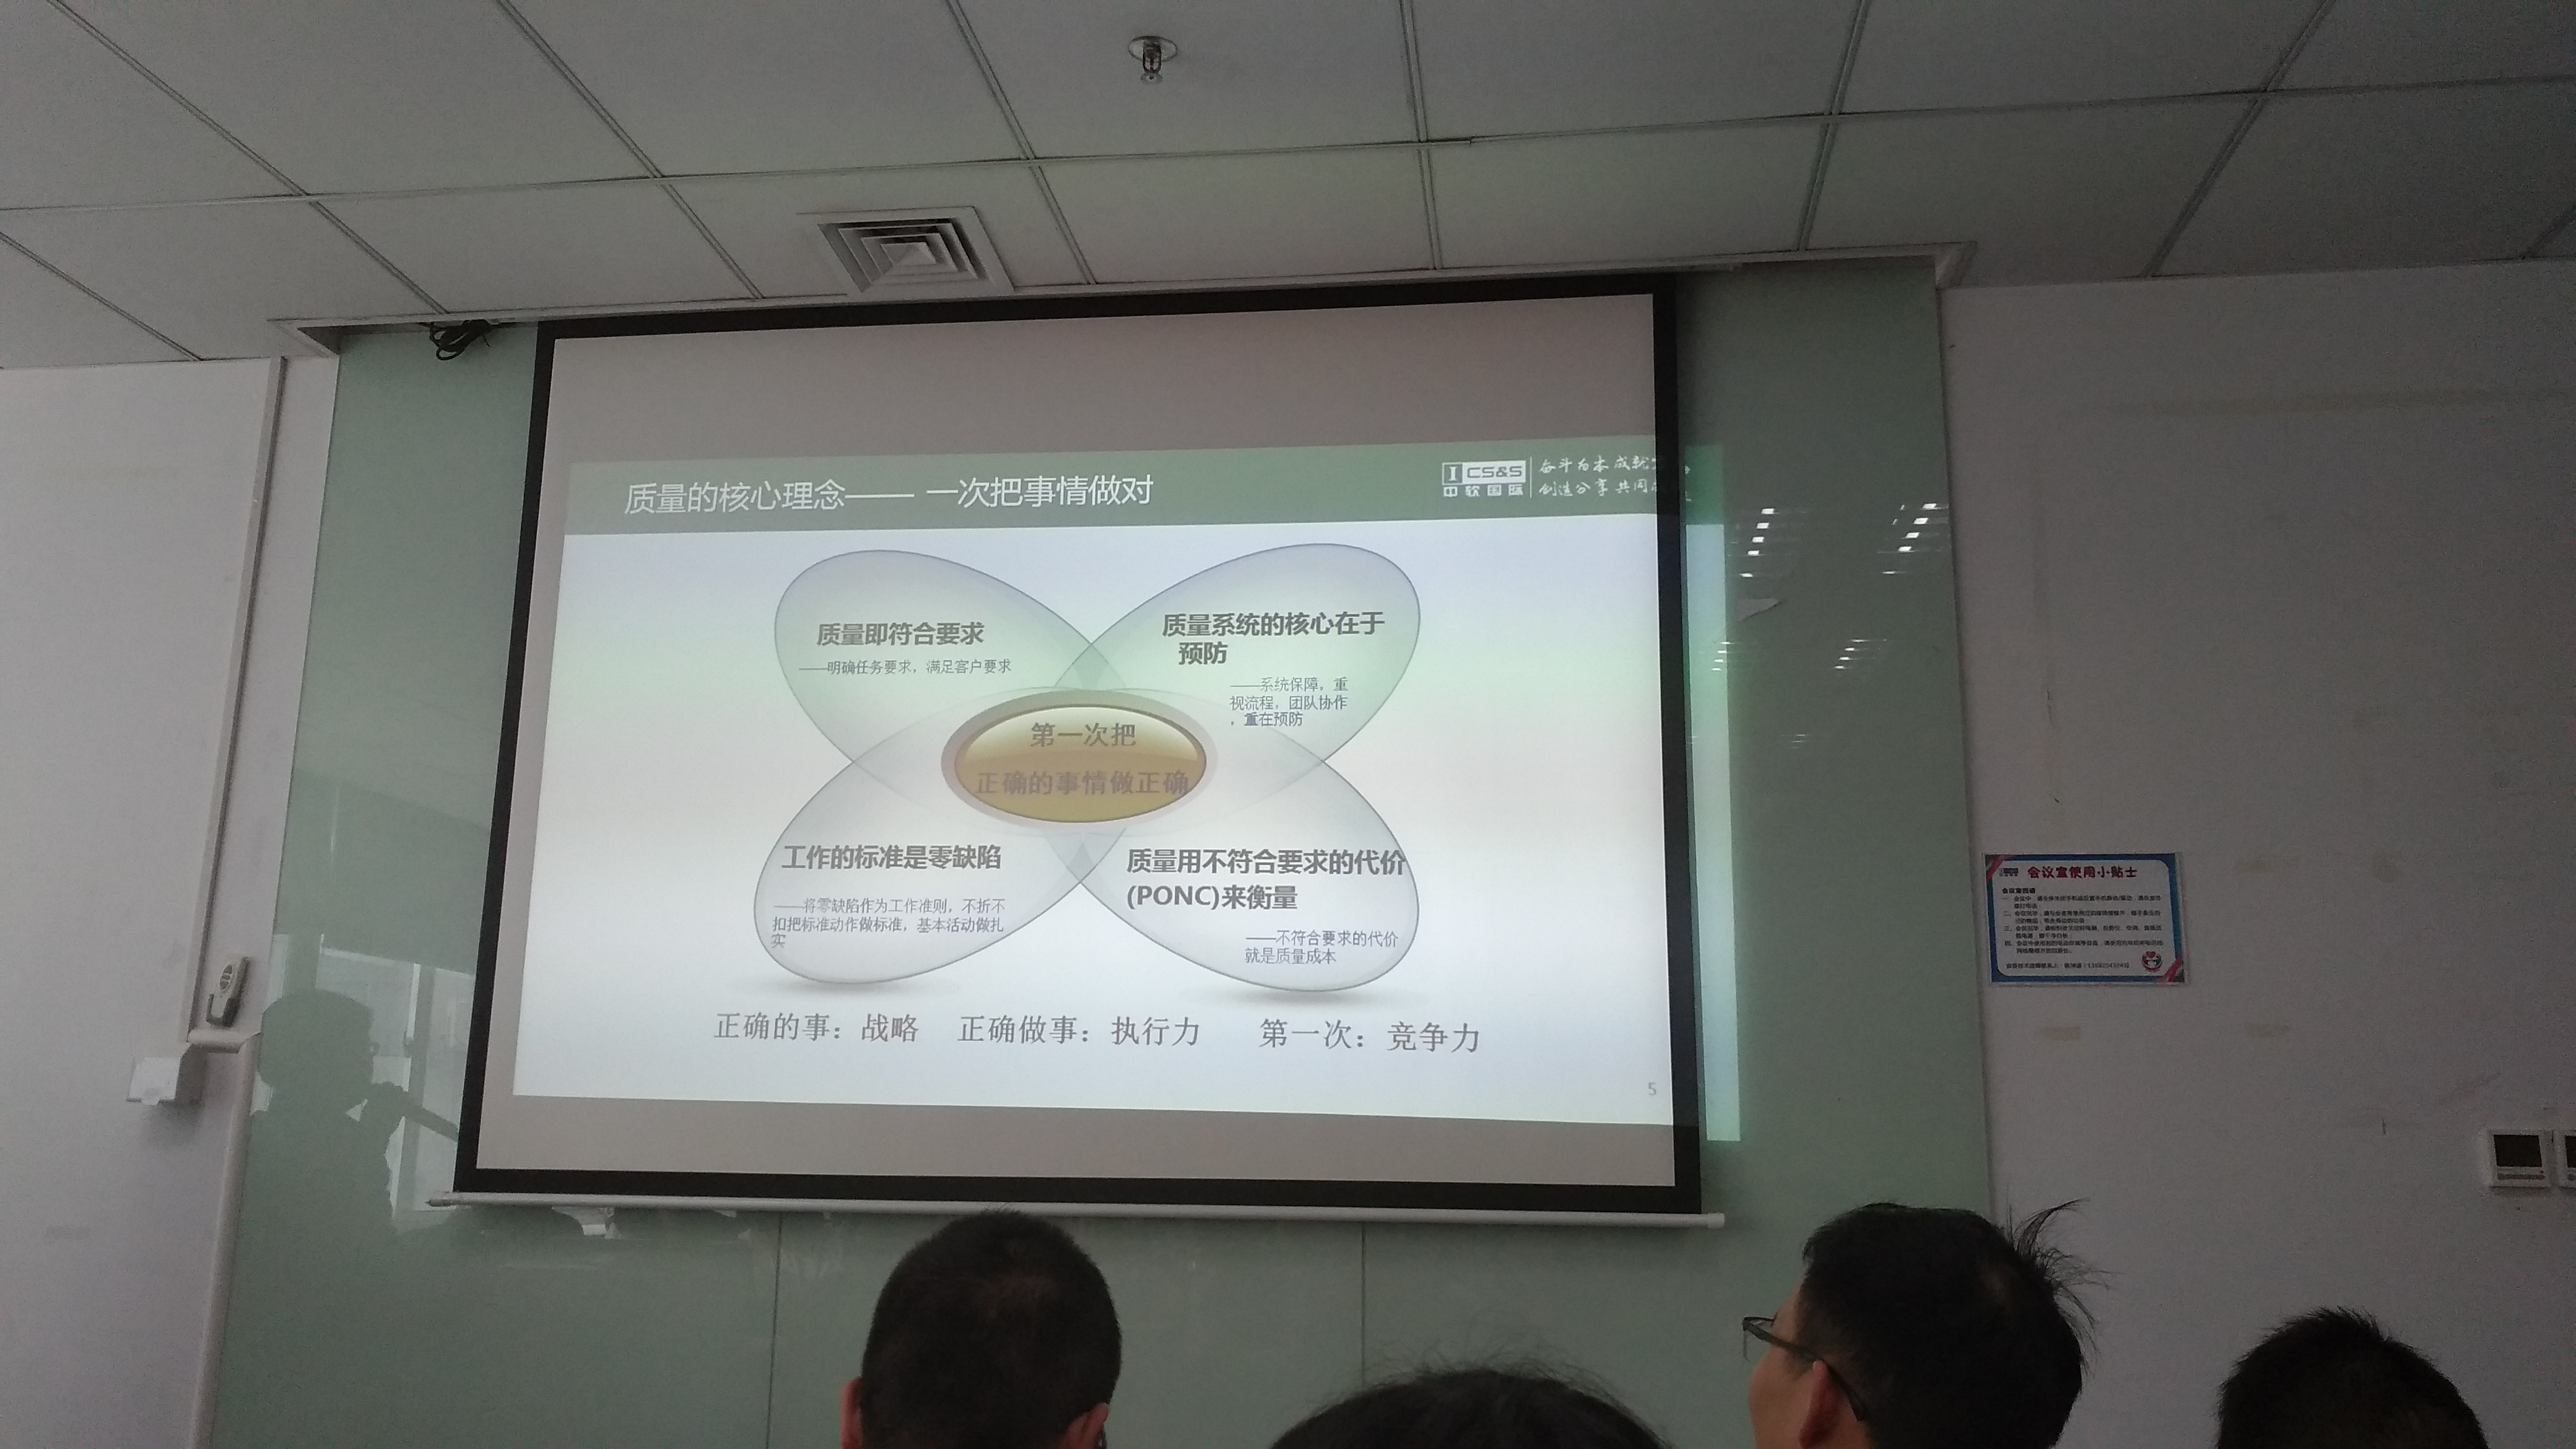 质量的核心理念—— 一次把事情做对
I CS&S
中软国际
奋斗为本 成就
创造分享 共同
质量即符合要求
——明确任务要求，满足客户要求
质量系统的核心在于
预防
——系统保障，重
视流程，团队协作
，重在预防
第一次把
正确的事情做正确
工作的标准是零缺陷
——将零缺陷作为工作准则，不折不
扣把标准动作做标准，基本活动做扎
实
质量用不符合要求的代价
(PONC)来衡量
——不符合要求的代价
就是质量成本
正确的事：战略 正确做事：执行力 第一次：竞争力
5
会议室使用小贴士